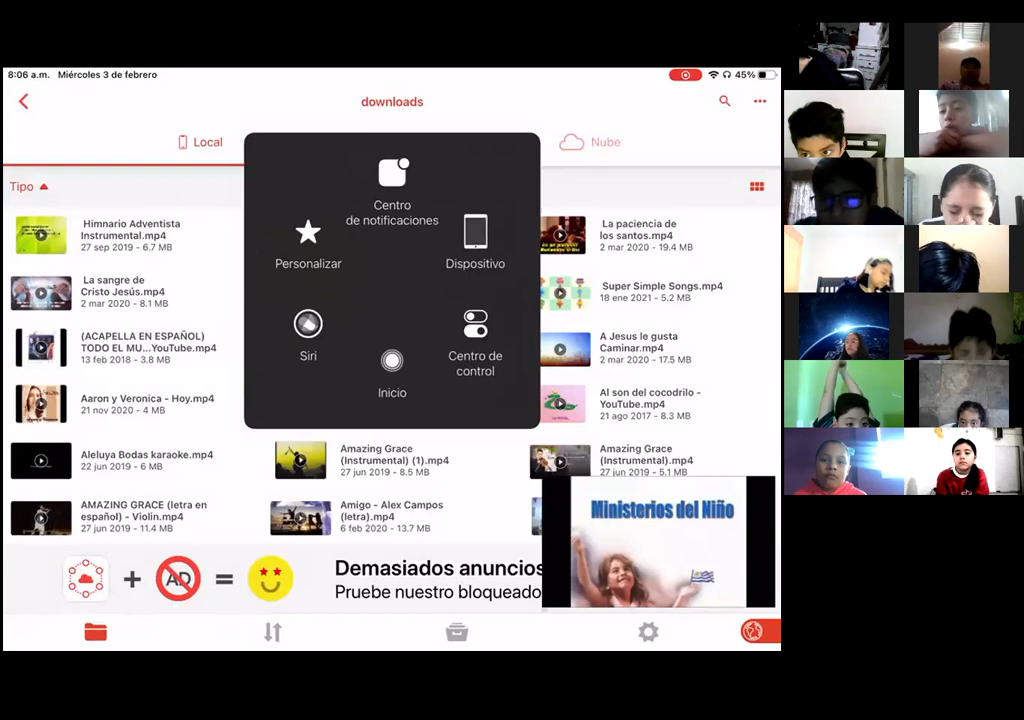 8:06 a.m. Miércoles 3 de febrero
45%
downloads
Local
Nube
Tipo
Centro
de notificaciones
Personalizar
Dispositivo
Siri
Centro de
control
Inicio
Himnario Adventista
Instrumental.mp4
27 sep 2019 - 6.7 MB
La paciencia de
los santos.mp4
2 mar 2020 - 19.4 MB
La sangre de
Cristo Jesús.mp4
2 mar 2020 - 8.1 MB
Super Simple Songs.mp4
18 ene 2021 - 5.2 MB
(ACAPELLA EN ESPAÑOL)
TODO EL MU...YouTube.mp4
13 feb 2018 - 3.8 MB
A Jesus le gusta
Caminar.mp4
2 mar 2020 - 17.5 MB
Aaron y Veronica - Hoy.mp4
21 nov 2020 - 4 MB
Al son del cocodrilo -
YouTube.mp4
21 ago 2017 - 8.3 MB
Aleluya Bodas karaoke.mp4
22 jun 2019 - 6 MB
Amazing Grace
(Instrumental) (1).mp4
27 jun 2019 - 8.5 MB
Amazing Grace
(Instrumental).mp4
27 jun 2019 - 5.1 MB
AMAZING GRACE (letra en
español) - Violin.mp4
27 jun 2019 - 11.4 MB
Amigo - Alex Campos
(letra).mp4
6 feb 2020 - 13.7 MB
Ministerios del Niño
AD
Demasiados anuncios
Pruebe nuestro bloqueado